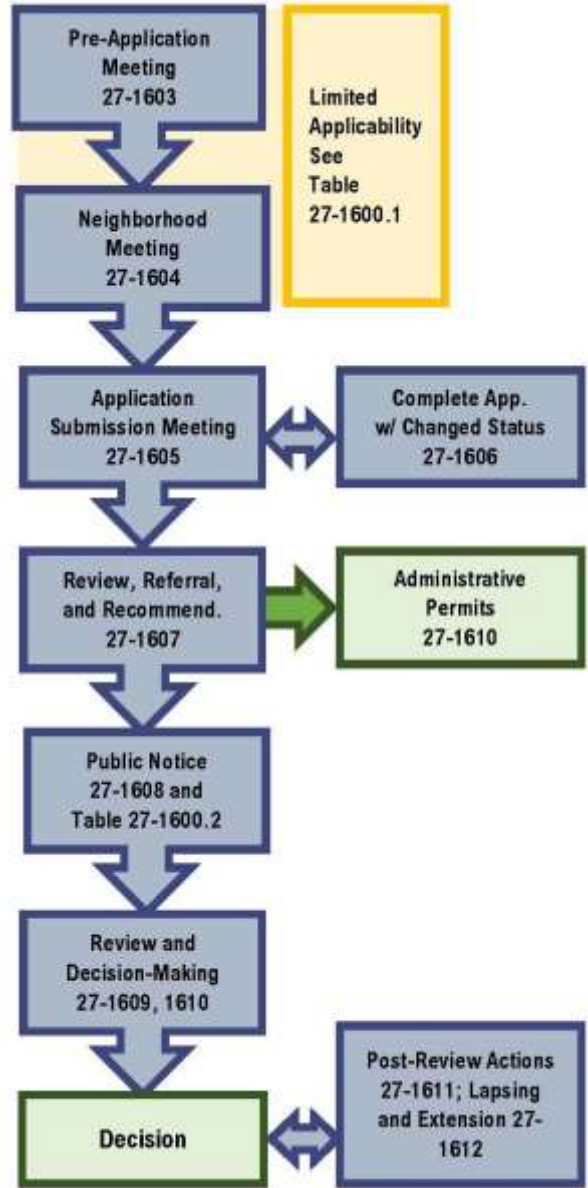 Pre-Application
Meeting
27-1603
Limited
Applicability
See
Table
27-1600.1
Neighborhood
Meeting
27-1604
Application
Submission Meeting
27-1605
Complete App.
w/ Changed Status
27-1606
Review, Referral,
and Recommend.
27-1607
Administrative
Permits
27-1610
Public Notice
27-1608 and
Table 27-1600.2
Review and
Decision-Making
27-1609, 1610
Decision
Post-Review Actions
27-1611; Lapsing
and Extension 27-
1612